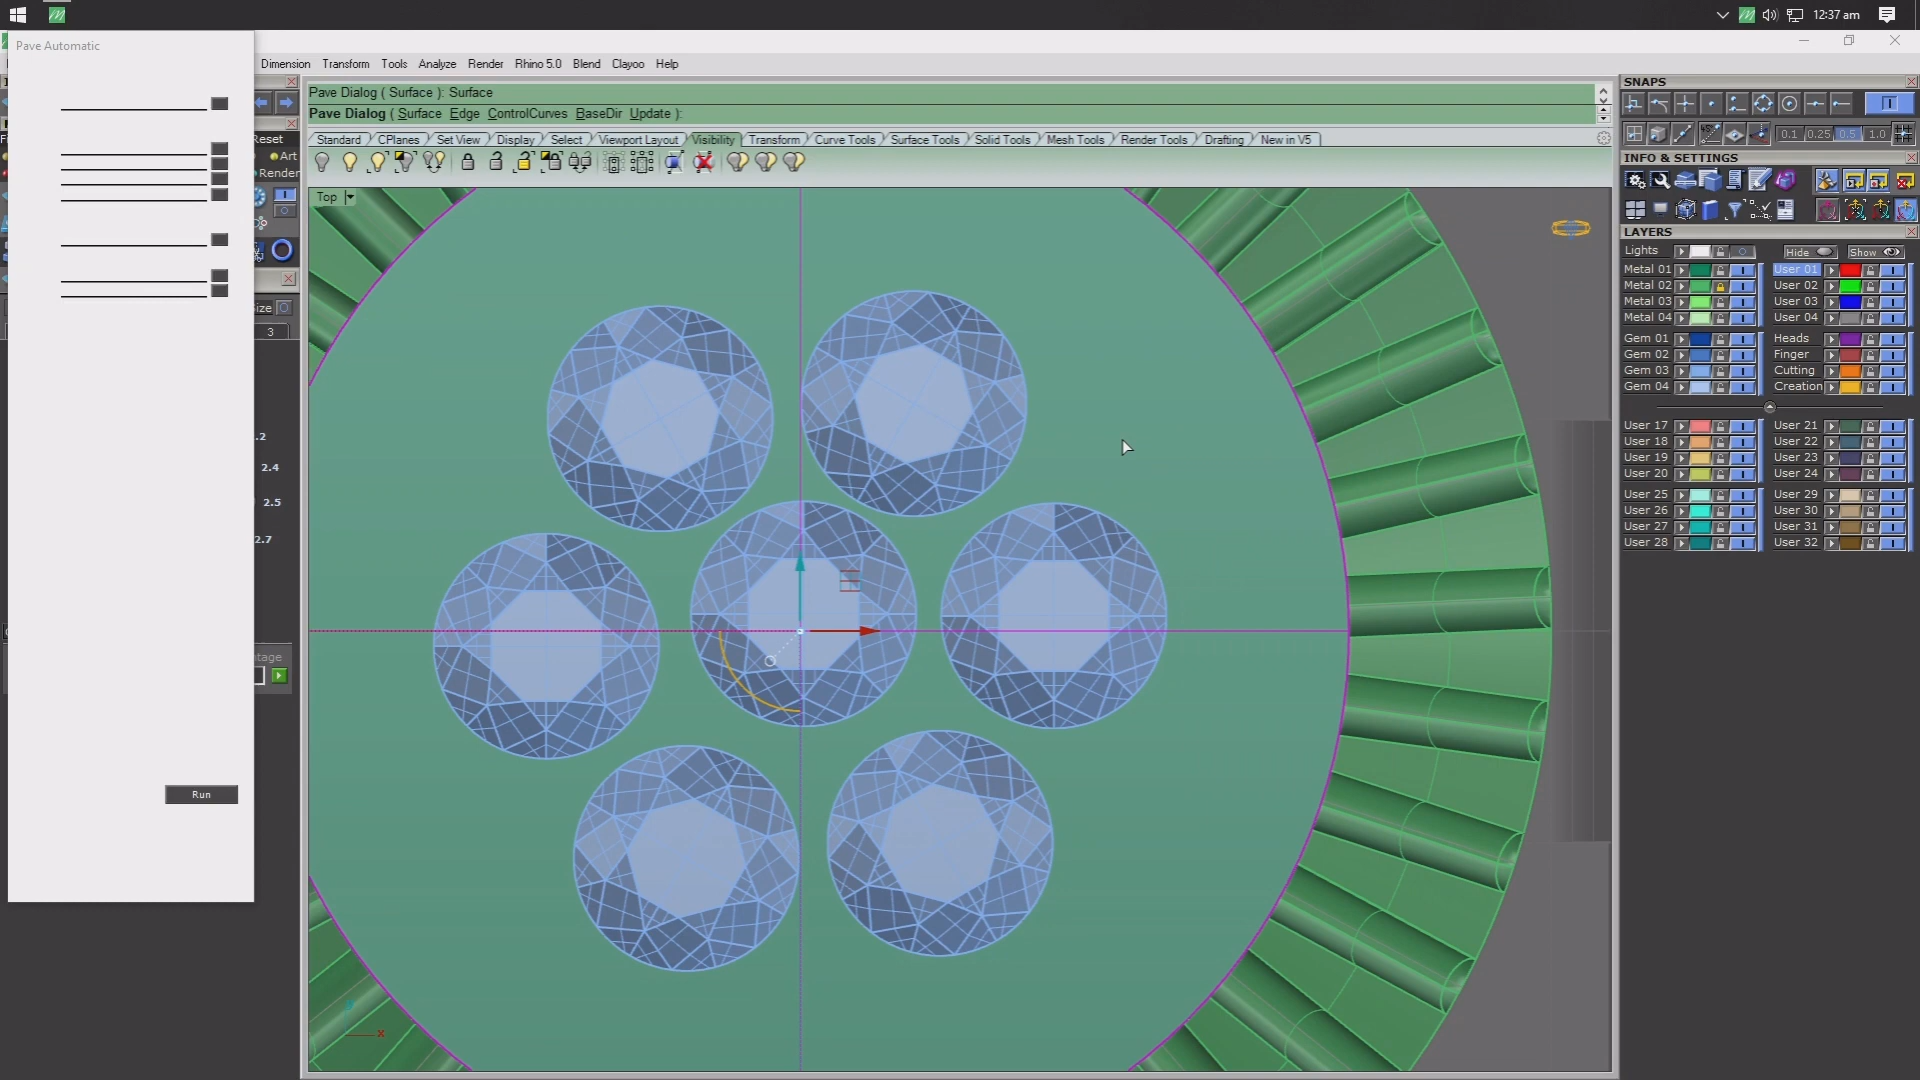 12:37 am
Pave Automatic
Dimension Transform Tools Analyze Render Rhino 5.0 Blend Clayoo Help
Pave Dialog ( Surface ): Surface
Pave Dialog ( Surface Edge ControlCurves BaseDir Update ):
Standard CPlanes Set View Display Select Viewport Layout Visibility Transform Curve Tools Surface Tools Solid Tools Mesh Tools Render Tools Drafting New in V5
Reset
Art
Render
Top
3
.2
2.4
2.5
2.7
Run
x
SNAPS
0.1 0.25 0.5 1.0
INFO & SETTINGS
LAYERS
Lights Hide Show
Metal 01 User 01
Metal 02 User 02
Metal 03 User 03
Metal 04 User 04
Gem 01 Heads
Gem 02 Finger
Gem 03 Cutting
Gem 04 Creation
User 17 User 21
User 18 User 22
User 19 User 23
User 20 User 24
User 25 User 29
User 26 User 30
User 27 User 31
User 28 User 32